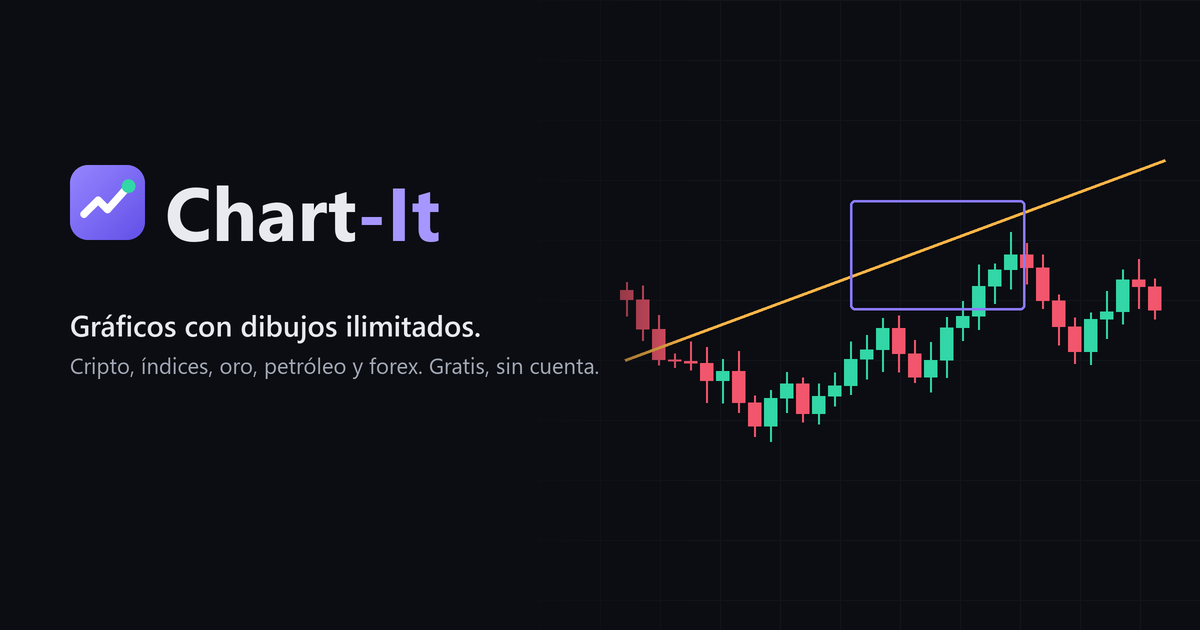 Chart-It
Gráficos con dibujos ilimitados.
Cripto, índices, oro, petróleo y forex. Gratis, sin cuenta.